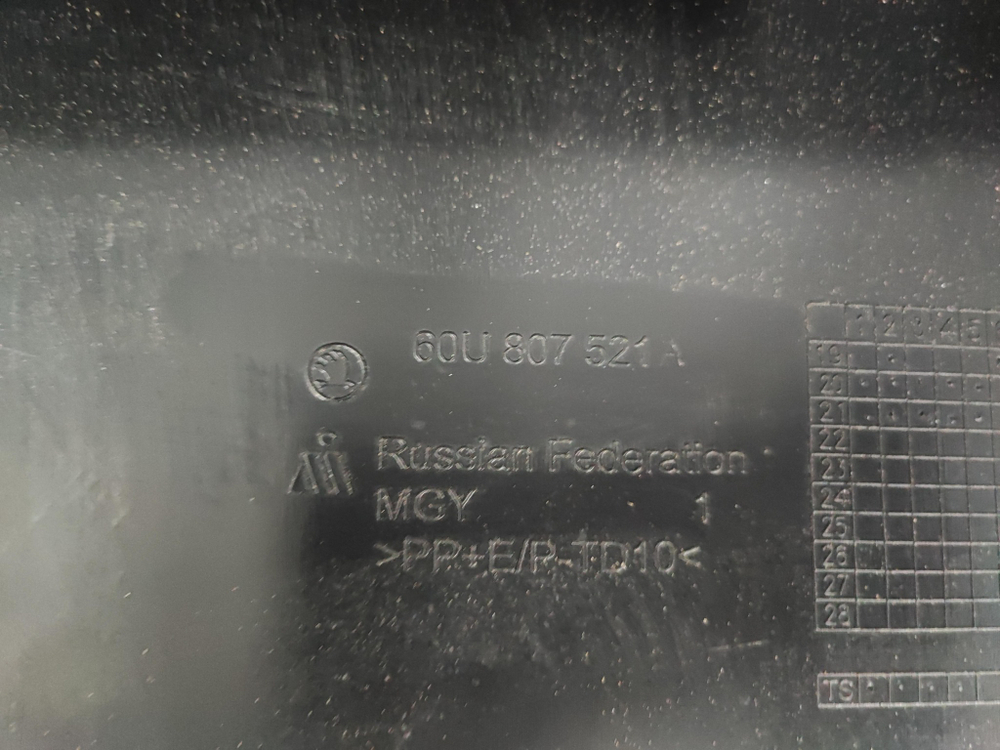 60U 807 521 A
Russian Federation
MGY 1
>PP+E/P-TD10<
1 2 3 4 5
19
20
21
22
23
24
25
26
27
28
TS